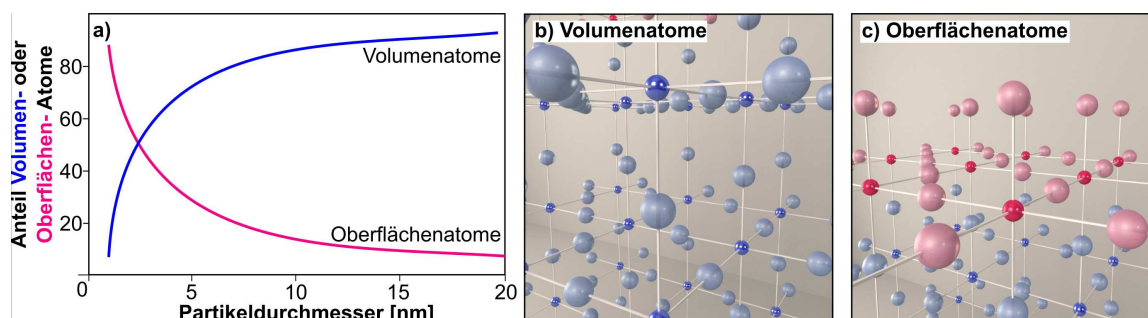 a)
Anteil Volumen- oder
Oberflächen- Atome
80
60
40
20
Volumenatome
Oberflächenatome
0
5
10
15
20
Partikeldurchmesser [nm]
b) Volumenatome
c) Oberflächenatome